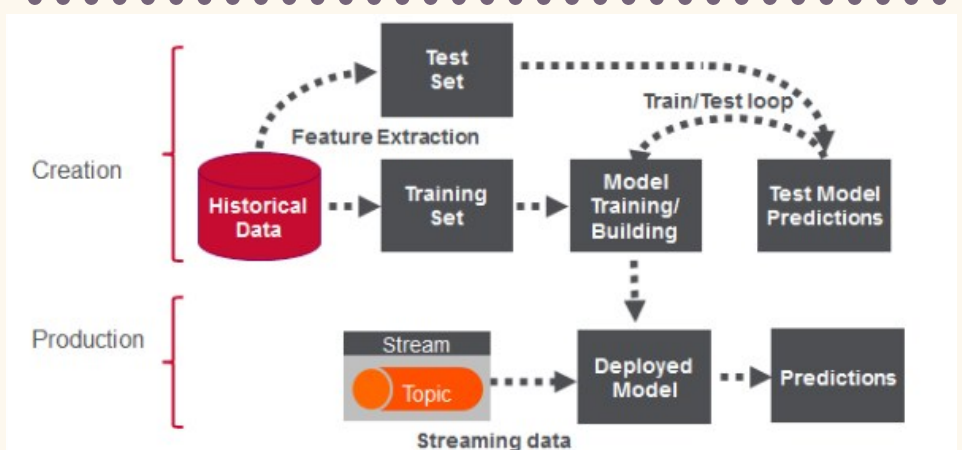 Test
Set
Train/Test loop
Feature Extraction
Creation
Historical
Data
Training
Set
Model
Training/
Building
Test Model
Predictions
Production
Stream
Topic
Deployed
Model
Predictions
Streaming data